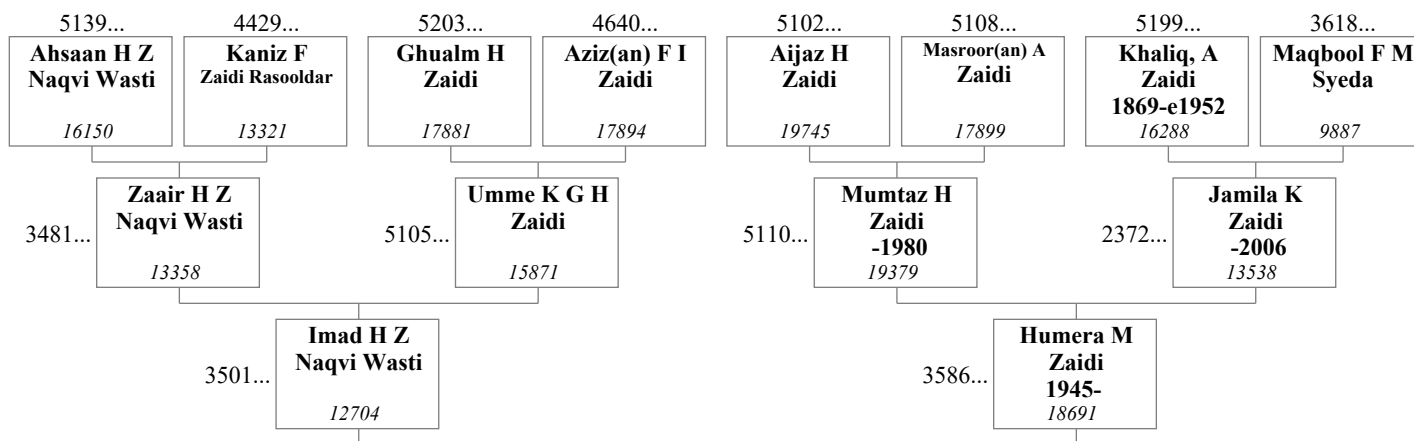 5139...
4429...
5203...
4640...
5102...
5108...
5199...
3618...
Ahsaan H Z
Naqvi Wasti
16150
Kaniz F
Zaidi Rasooldar
13321
Ghualm H
Zaidi
17881
Aziz(an) F I
Zaidi
17894
Aijaz H
Zaidi
19745
Masroor(an) A
Zaidi
17899
Khaliq, A
Zaidi
1869-e1952
16288
Maqbool F M
Syeda
9887
3481...
Zaair H Z
Naqvi Wasti
13358
5105...
Umme K G H
Zaidi
15871
5110...
Mumtaz H
Zaidi
-1980
19379
2372...
Jamila K
Zaidi
-2006
13538
3501...
Imad H Z
Naqvi Wasti
12704
3586...
Humera M
Zaidi
1945-
18691